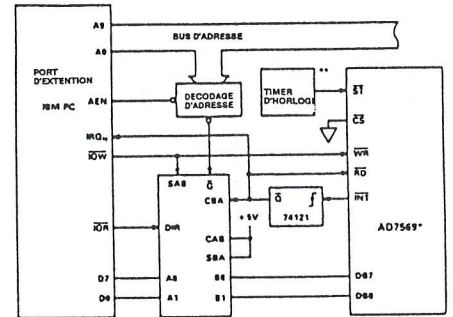 A9
BUS D'ADRESSE
A0
PORT
D'EXTENTION
IBM PC
AEN
DECODAGE
D'ADRESSE
TIMER
D'HORLOGE
**
ST
CS
IOW
WR
RD
SAB
G
CBA
Q
INT
+5V
74121
AD7569*
IOR
DIR
CAB
SBA
D7
A8
B8
DB7
D0
A1
B1
DB0